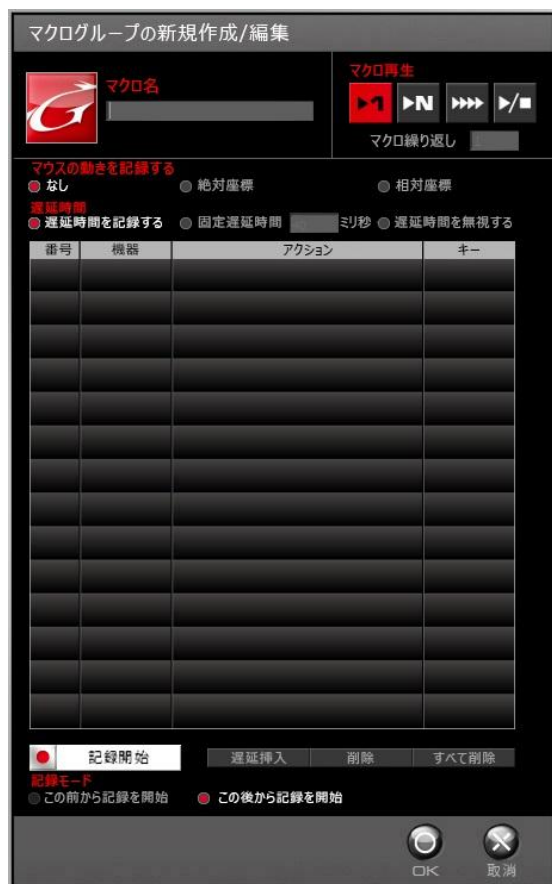 マクログループの新規作成/編集
マクロ名
マクロ再生
1 N
マクロ繰り返し
マウスの動きを記録する
なし 絶対座標 相対座標
遅延時間
遅延時間を記録する 固定遅延時間 ミリ秒 遅延時間を無視する
番号 機器 アクション キー
記録開始 遅延挿入 削除 すべて削除
記録モード
この前から記録を開始 この後から記録を開始
OK 取消